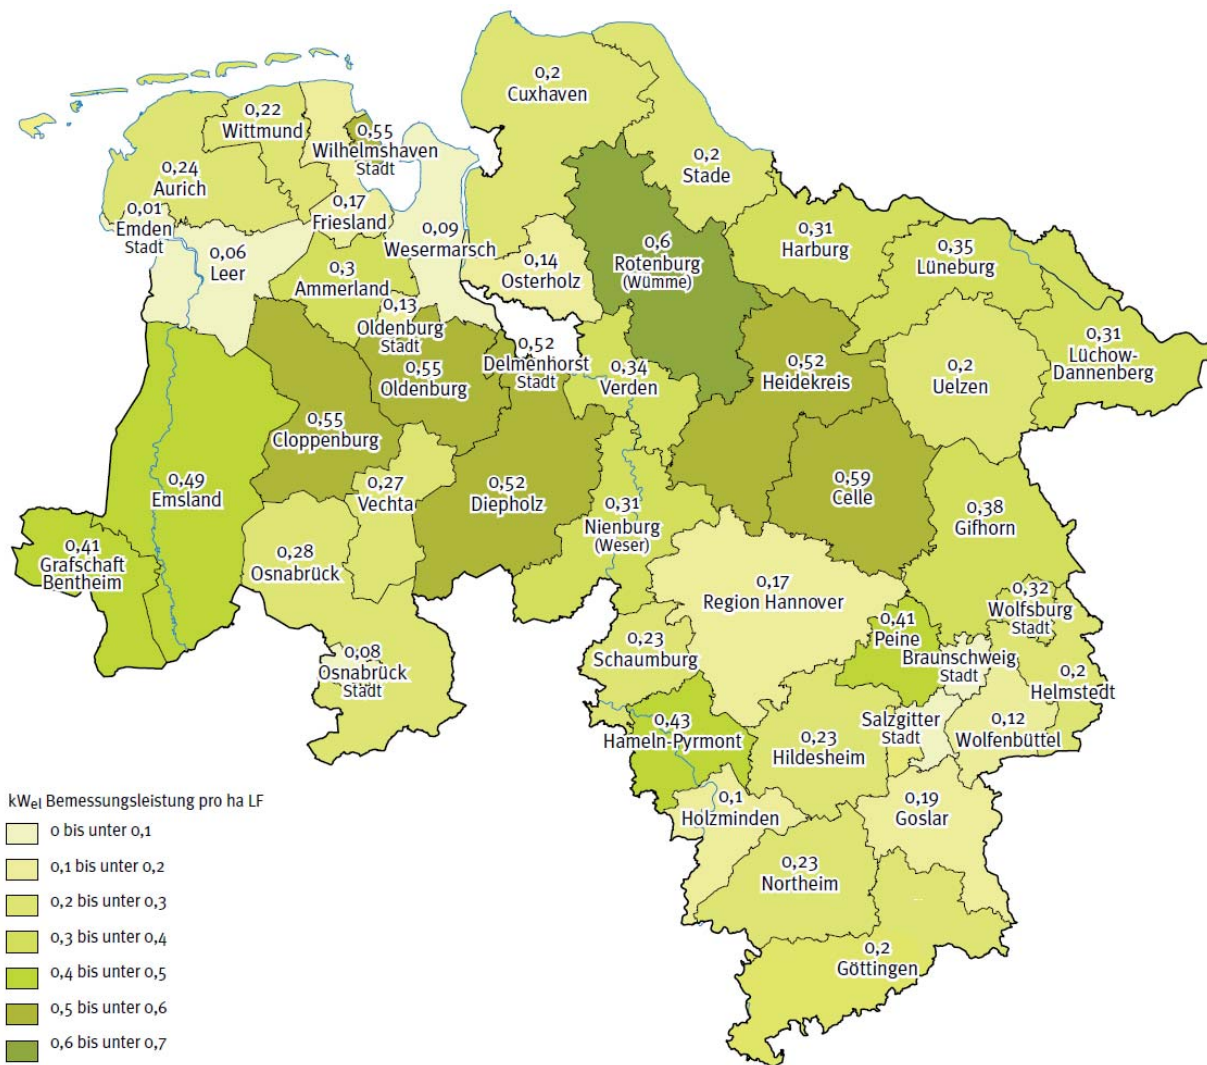 0,2
Cuxhaven
0,22
Wittmund
0,55
Wilhelmshaven
Stadt
0,24
Aurich
0,2
Stade
0,01
Emden
Stadt
0,17
Friesland
0,06
Leer
0,09
Wesermarsch
0,14
Osterholz
0,6
Rotenburg
(Wümme)
0,31
Harburg
0,35
Lüneburg
0,3
Ammerland
0,13
Oldenburg
Stadt
0,52
Delmenhorst
Stadt
0,55
Oldenburg
0,34
Verden
0,52
Heidekreis
0,2
Uelzen
0,31
Lüchow-
Dannenberg
0,55
Cloppenburg
0,49
Emsland
0,27
Vechta
0,52
Diepholz
0,31
Nienburg
(Weser)
0,59
Celle
0,38
Gifhorn
0,41
Grafschaft
Bentheim
0,28
Osnabrück
0,17
Region Hannover
0,32
Wolfsburg
Stadt
0,08
Osnabrück
Stadt
0,23
Schaumburg
0,41
Peine
Braunschweig
Stadt
0,2
Helmstedt
0,43
Hameln-Pyrmont
0,23
Hildesheim
Salzgitter
Stadt
0,12
Wolfenbüttel
0,1
Holzminden
0,19
Goslar
0,23
Northeim
0,2
Göttingen
kWel Bemessungsleistung pro ha LF
0 bis unter 0,1
0,1 bis unter 0,2
0,2 bis unter 0,3
0,3 bis unter 0,4
0,4 bis unter 0,5
0,5 bis unter 0,6
0,6 bis unter 0,7